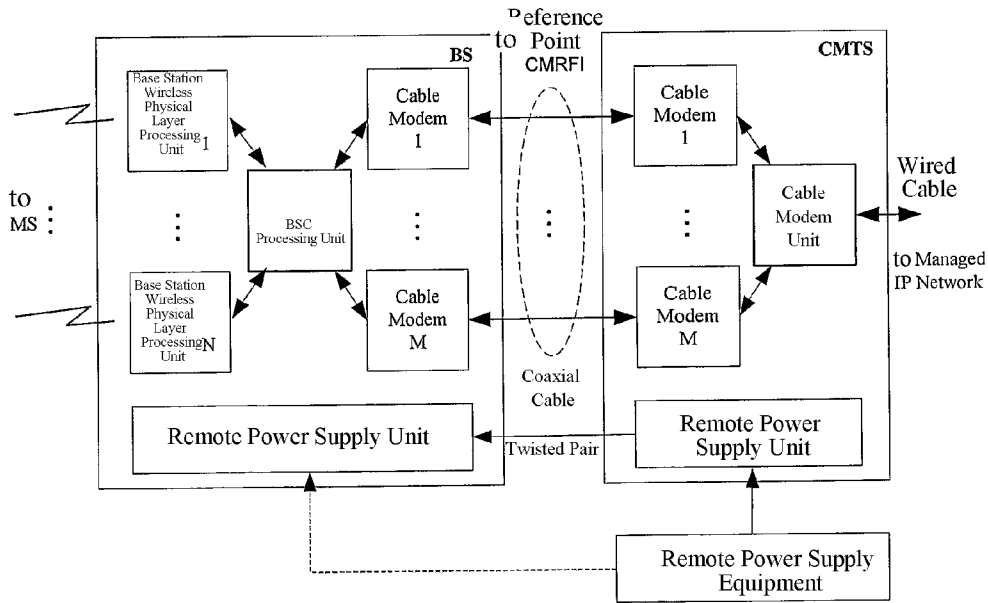 Reference
to Point
CMRFI
BS
CMTS
Base Station
Wireless
Physical
Layer
Processing
Unit 1
Cable
Modem
1
Cable
Modem
1
BSC
Processing Unit
Cable
Modem
Unit
Wired
Cable
to
MS
to Managed
IP Network
Base Station
Wireless
Physical
Layer
Processing
Unit N
Cable
Modem
M
Cable
Modem
M
Coaxial
Cable
Remote Power Supply Unit
Twisted Pair
Remote Power
Supply Unit
Remote Power Supply
Equipment